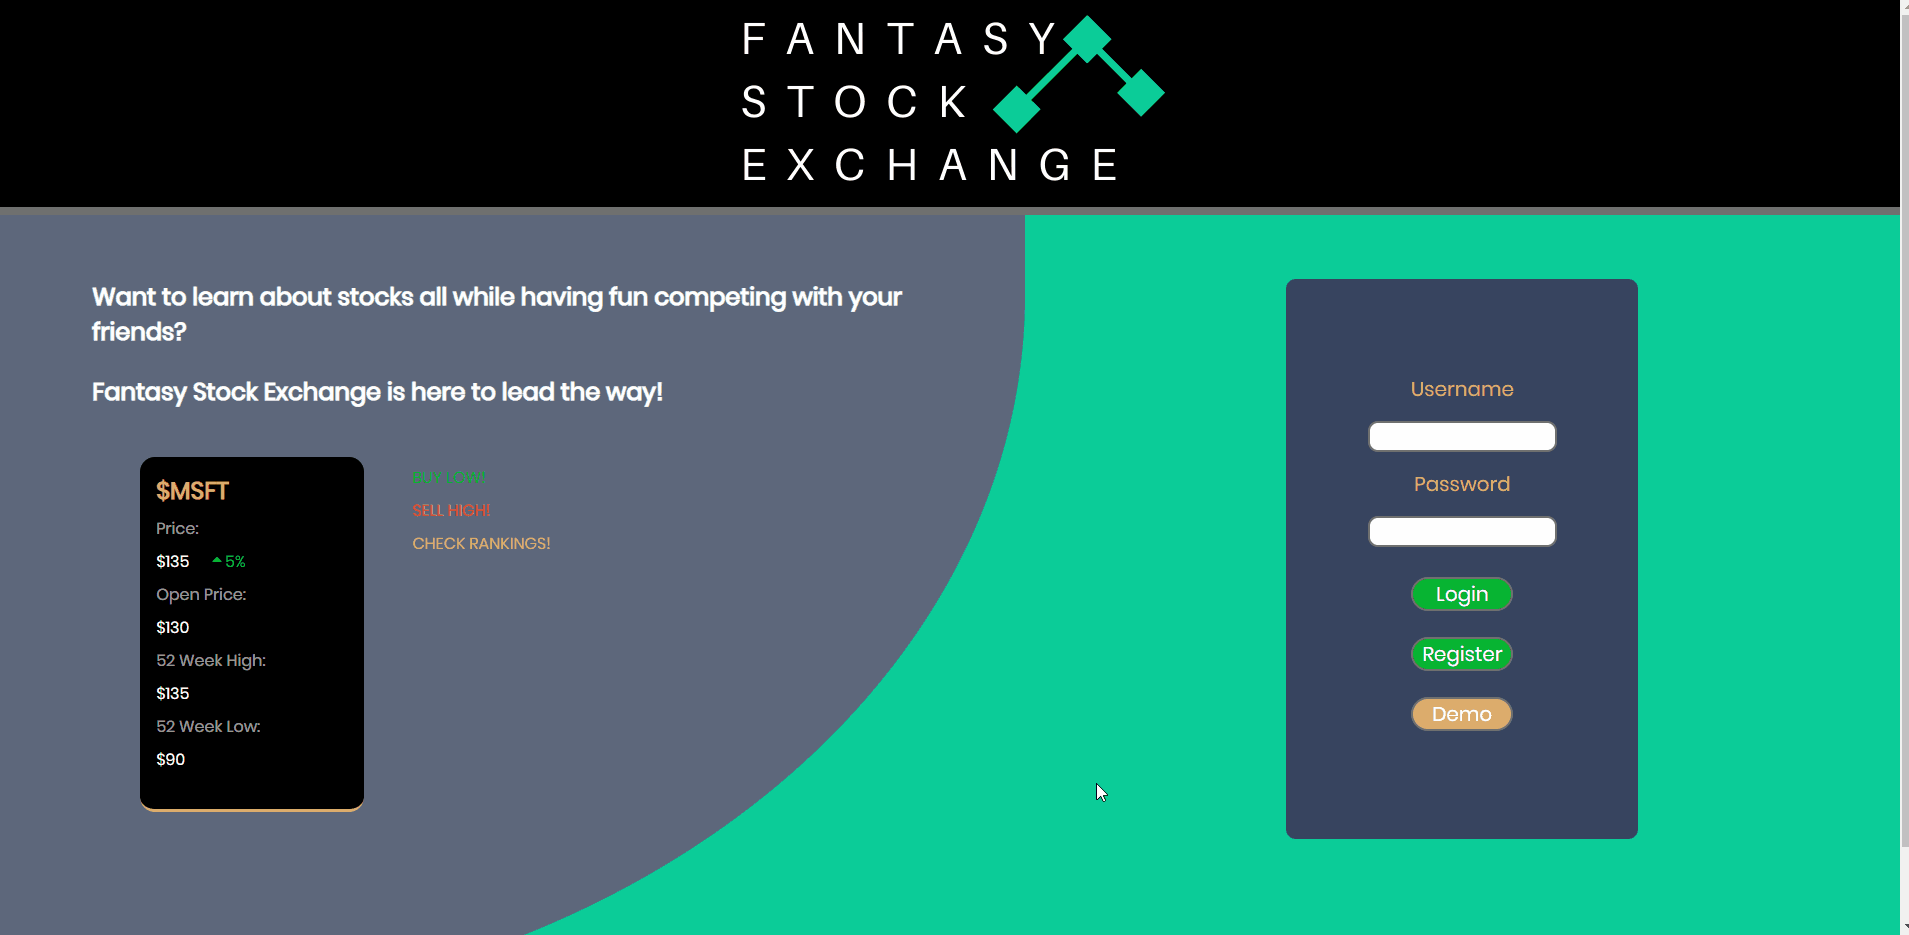 FANTASY
STOCK
EXCHANGE
Want to learn about stocks all while having fun competing with your
friends?
Fantasy Stock Exchange is here to lead the way!
$MSFT
Price:
$135 5%
Open Price:
$130
52 Week High:
$135
52 Week Low:
$90
BUY LOW!
SELL HIGH!
CHECK RANKINGS!
Username
Password
Login
Register
Demo